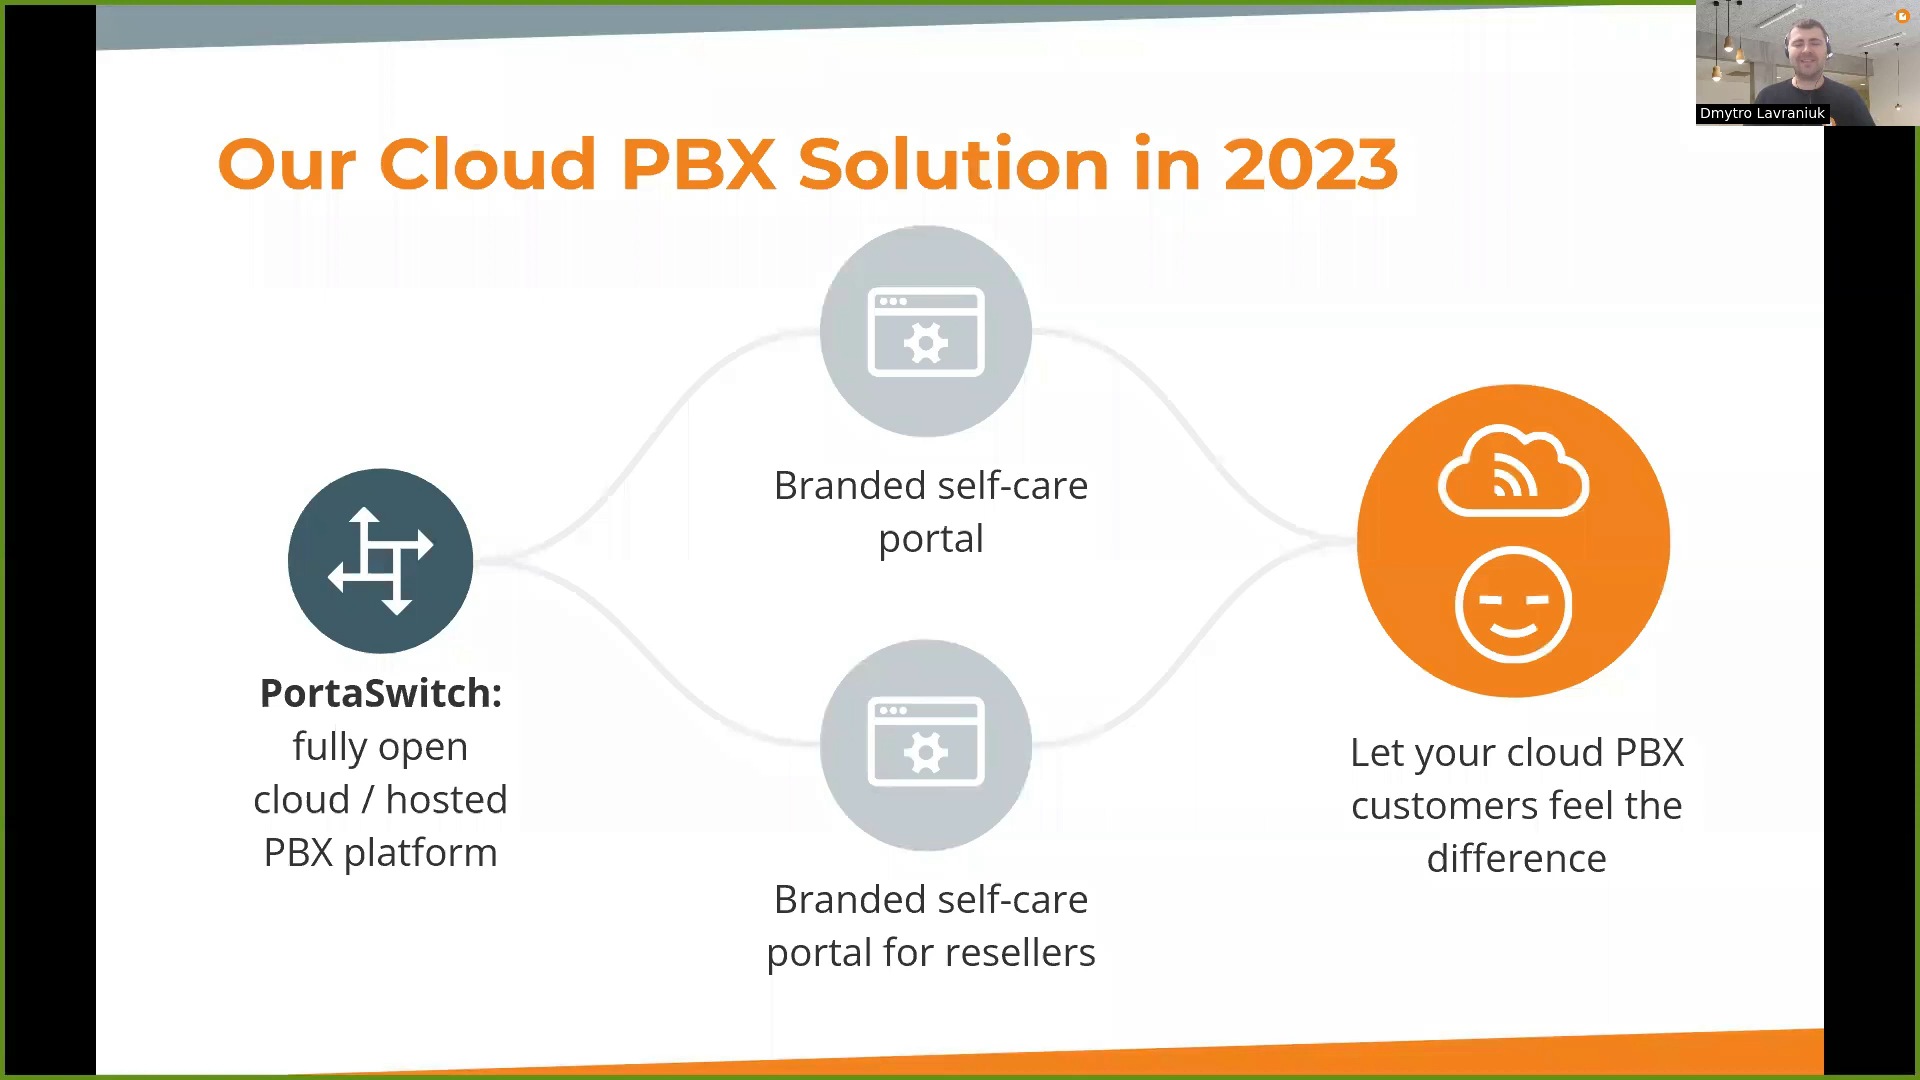 Our Cloud PBX Solution in 2023
Dmytro Lavraniuk
Branded self-care
portal
PortaSwitch:
fully open
cloud / hosted
PBX platform
Branded self-care
portal for resellers
Let your cloud PBX
customers feel the
difference